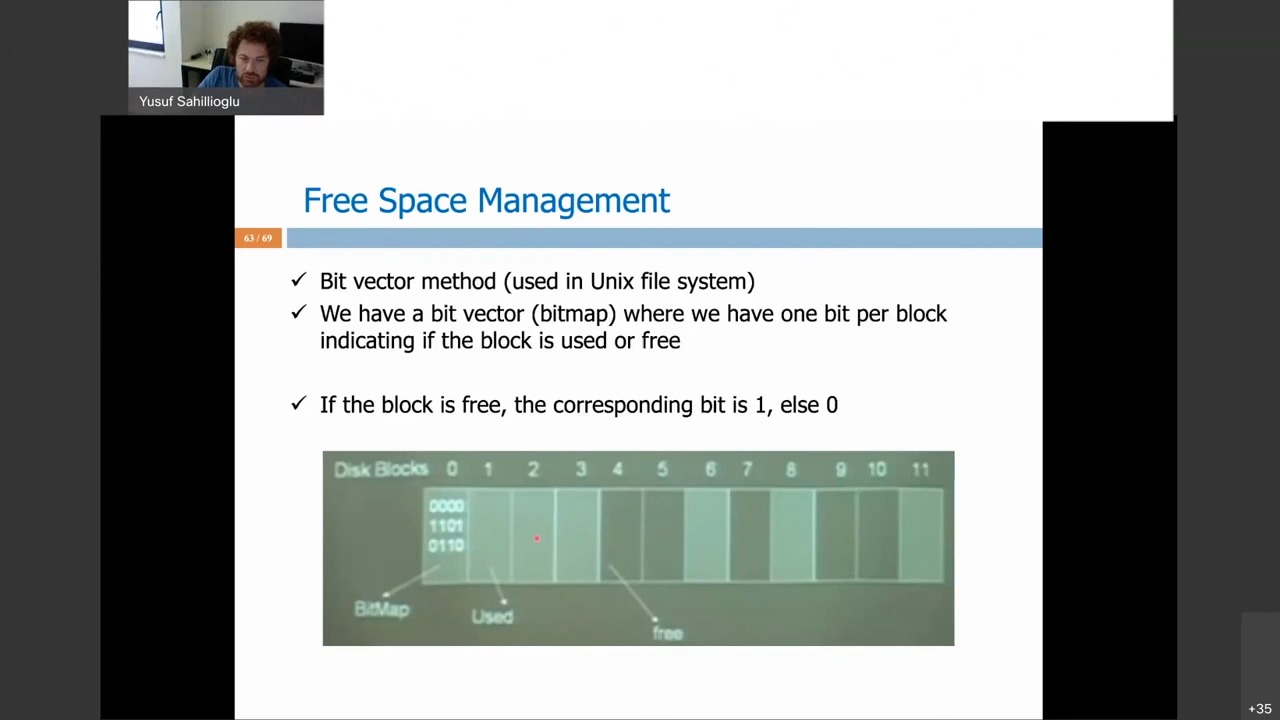 Yusuf Sahillioglu
Free Space Management
63 / 69
✓ Bit vector method (used in Unix file system)
✓ We have a bit vector (bitmap) where we have one bit per block
indicating if the block is used or free
✓ If the block is free, the corresponding bit is 1, else 0
Disk Blocks 0 1 2 3 4 5 6 7 8 9 10 11
0000
1101
0110
BitMap
Used
free
+35